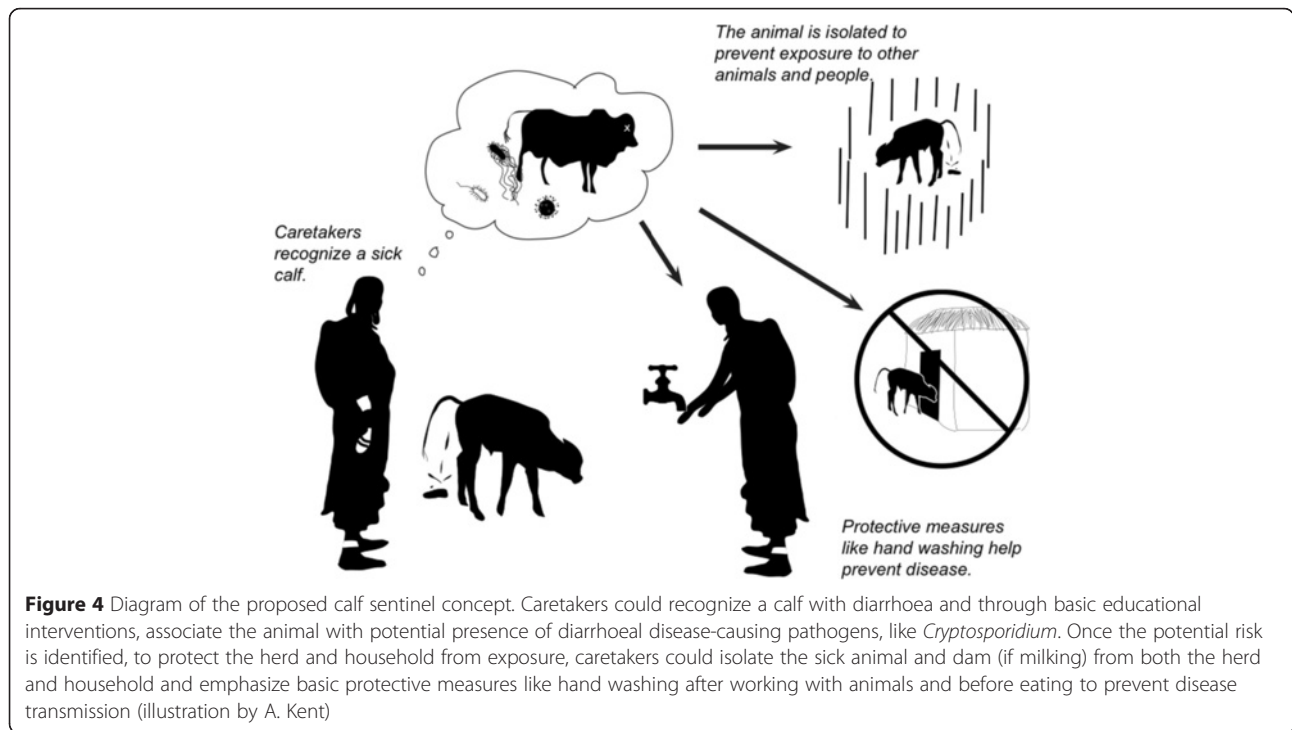 The animal is isolated to
prevent exposure to other
animals and people.
Caretakers
recognize a sick
calf.
x
Protective measures
like hand washing help
prevent disease.
Figure 4 Diagram of the proposed calf sentinel concept. Caretakers could recognize a calf with diarrhoea and through basic educational
interventions, associate the animal with potential presence of diarrhoeal disease-causing pathogens, like Cryptosporidium. Once the potential risk
is identified, to protect the herd and household from exposure, caretakers could isolate the sick animal and dam (if milking) from both the herd
and household and emphasize basic protective measures like hand washing after working with animals and before eating to prevent disease
transmission (illustration by A. Kent)